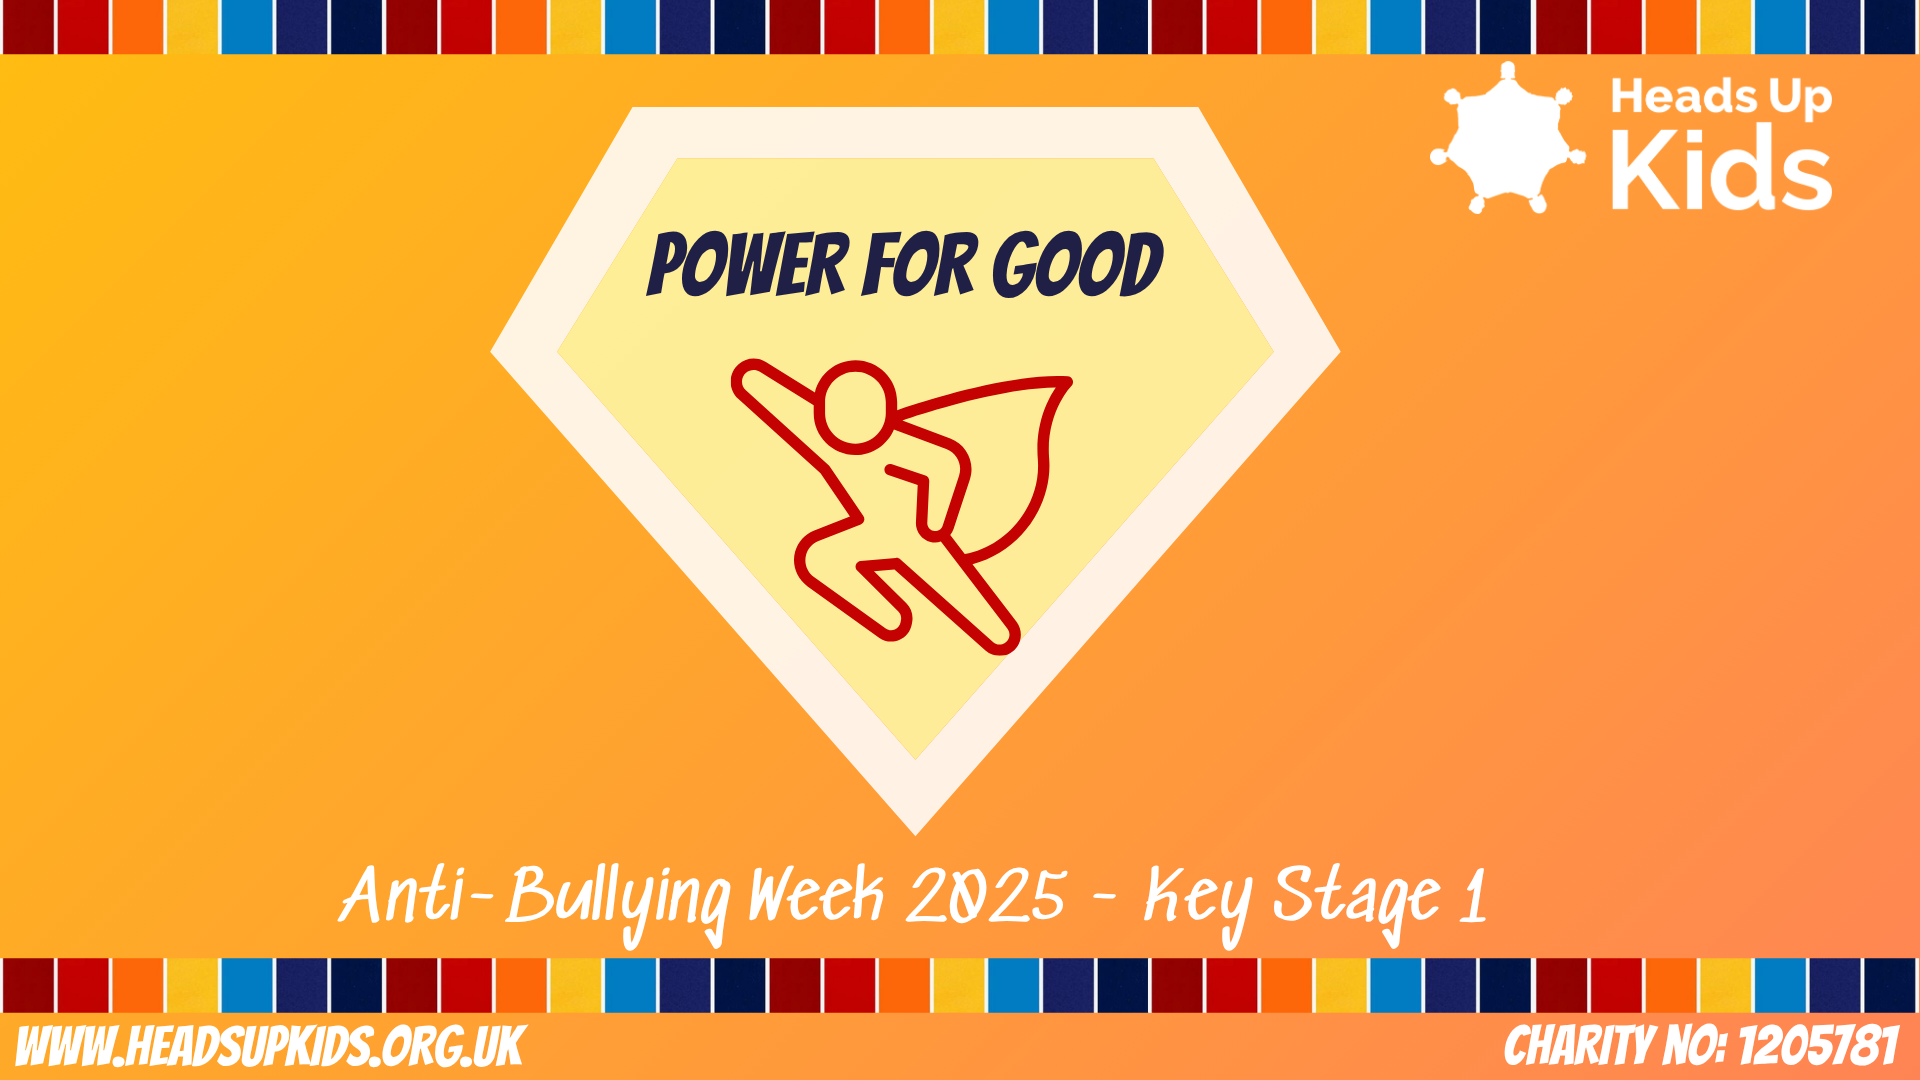 Heads Up
Kids
POWER FOR GOOD
Anti-Bullying Week 2025 - Key Stage 1
WWW.HEADSUPKIDS.ORG.UK
CHARITY NO: 1205781